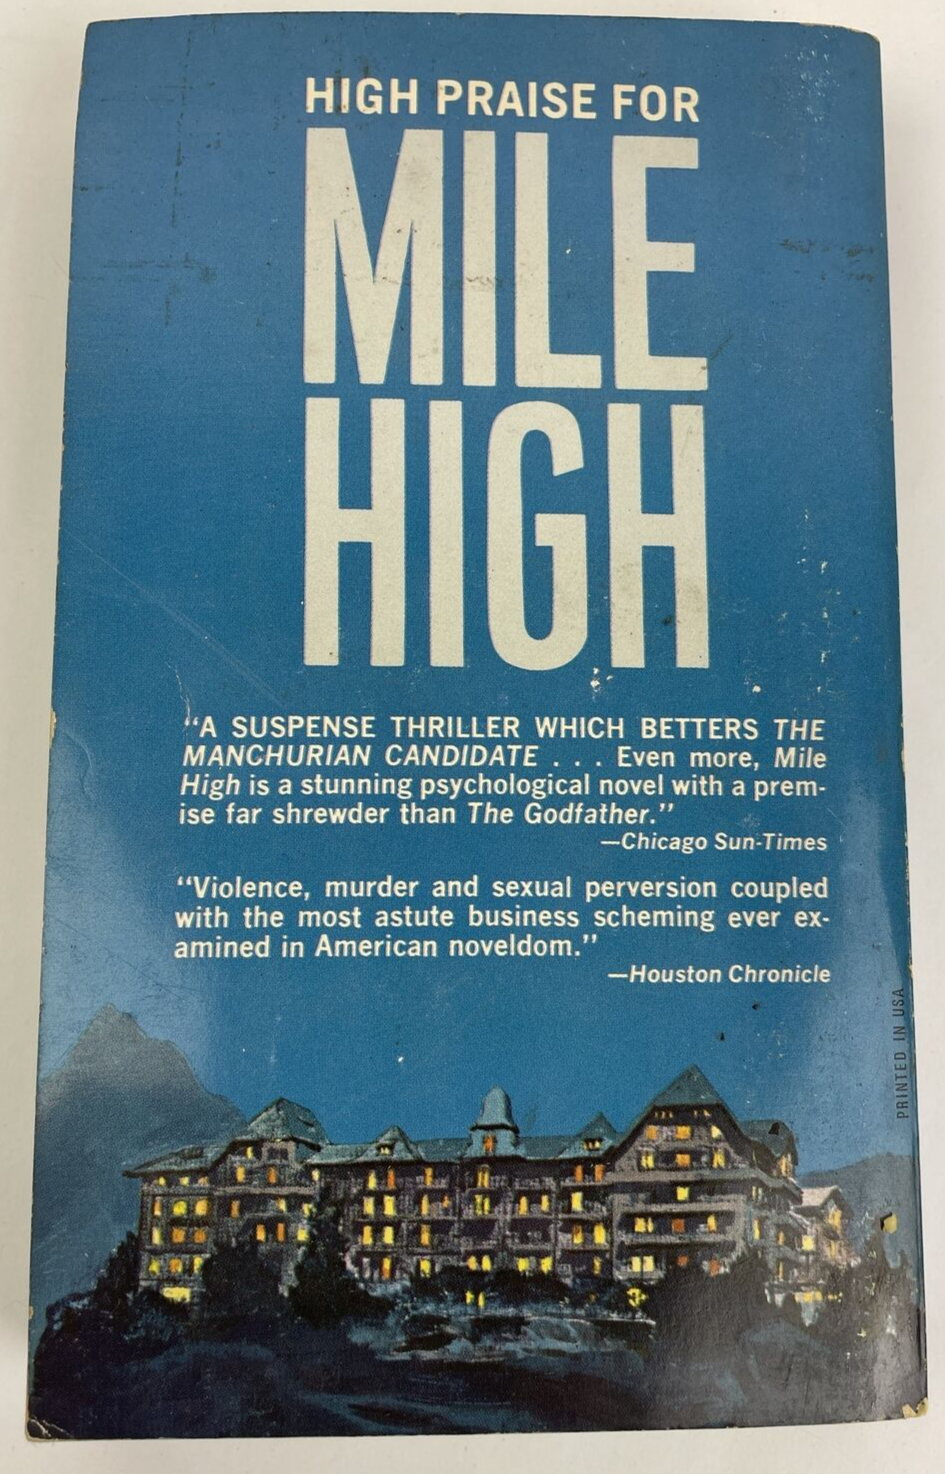 HIGH PRAISE FOR
MILE
HIGH
“A SUSPENSE THRILLER WHICH BETTERS THE
MANCHURIAN CANDIDATE . . . Even more, Mile
High is a stunning psychological novel with a prem-
ise far shrewder than The Godfather.”
—Chicago Sun-Times
“Violence, murder and sexual perversion coupled
with the most astute business scheming ever ex-
amined in American noveldom.”
—Houston Chronicle
PRINTED IN USA